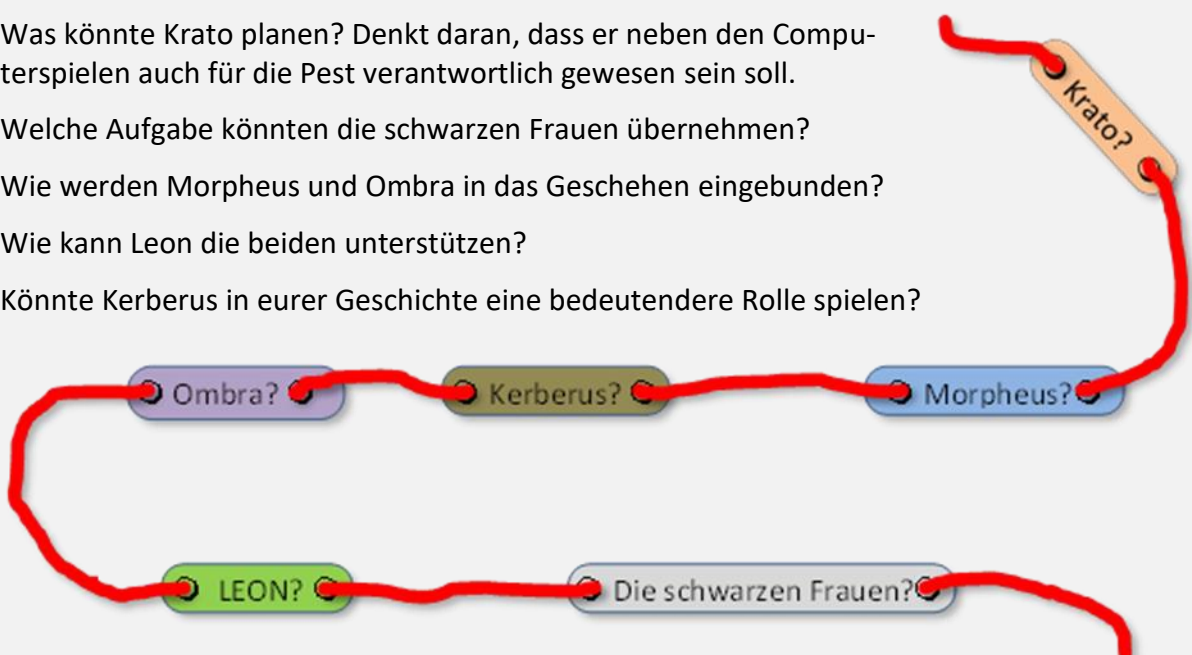 Was könnte Krato planen? Denkt daran, dass er neben den Compu-
terspielen auch für die Pest verantwortlich gewesen sein soll.
Welche Aufgabe könnten die schwarzen Frauen übernehmen?
Wie werden Morpheus und Ombra in das Geschehen eingebunden?
Wie kann Leon die beiden unterstützen?
Könnte Kerberus in eurer Geschichte eine bedeutendere Rolle spielen?
Krato?
Ombra?
Kerberus?
Morpheus?
LEON?
Die schwarzen Frauen?